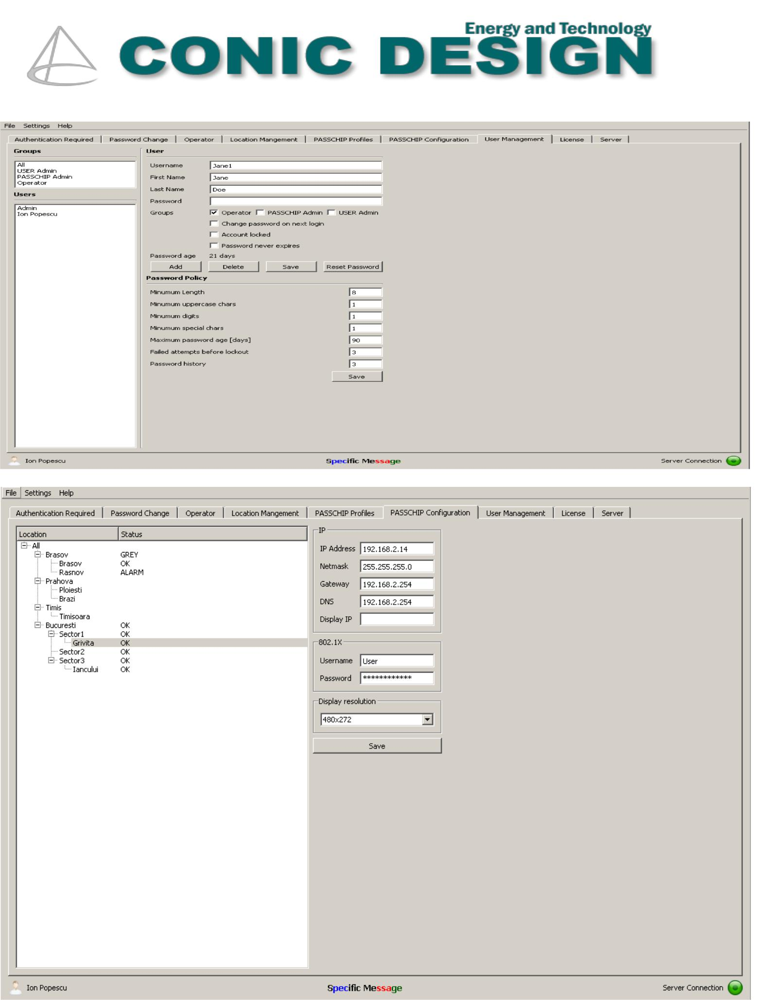 Energy and Technology
CONIC DESIGN
File Settings Help
Authentication Required Password Change Operator Location Mangement PASSCHIP Profiles PASSCHIP Configuration User Management License Server
Groups
All
USER Admin
PASSCHIP Admin
Operator
Users
Admin
Ion Popescu
User
Username Jane1
First Name Jane
Last Name Doe
Password
Groups Operator PASSCHIP Admin USER Admin
Change password on next login
Account locked
Password never expires
Password age 21 days
Add Delete Save Reset Password
Password Policy
Minumum Length 8
Minumum uppercase chars 1
Minumum digits 1
Minumum special chars 1
Maximum password age [days] 90
Failed attempts before lockout 3
Password history 3
Save
Ion Popescu Specific Message Server Connection
File Settings Help
Authentication Required Password Change Operator Location Mangement PASSCHIP Profiles PASSCHIP Configuration User Management License Server
Location Status
All
Brasov GREY
Brasov OK
Rasnov ALARM
Prahova
Ploiesti
Brazi
Timis
Timisoara
Bucuresti OK
Sector1 OK
Grivita OK
Sector2 OK
Sector3 OK
Iancului OK
IP
IP Address 192.168.2.14
Netmask 255.255.255.0
Gateway 192.168.2.254
DNS 192.168.2.254
Display IP
802.1X
Username User
Password ************
Display resolution
480x272
Save
Ion Popescu Specific Message Server Connection